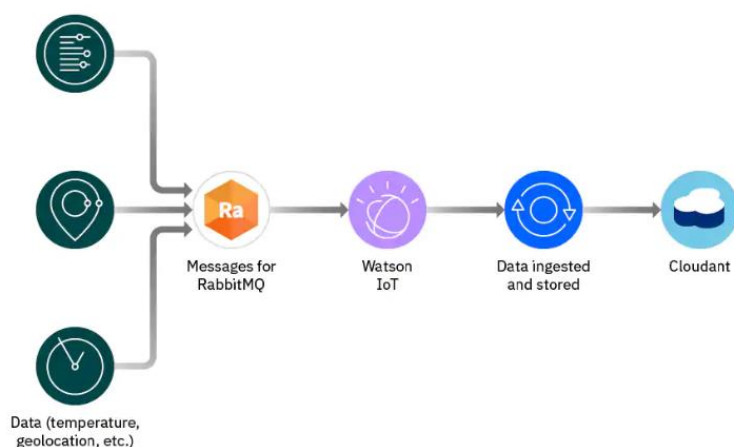 Ra
Messages for
RabbitMQ
Watson
IoT
Data ingested
and stored
Cloudant
Data (temperature,
geolocation, etc.)